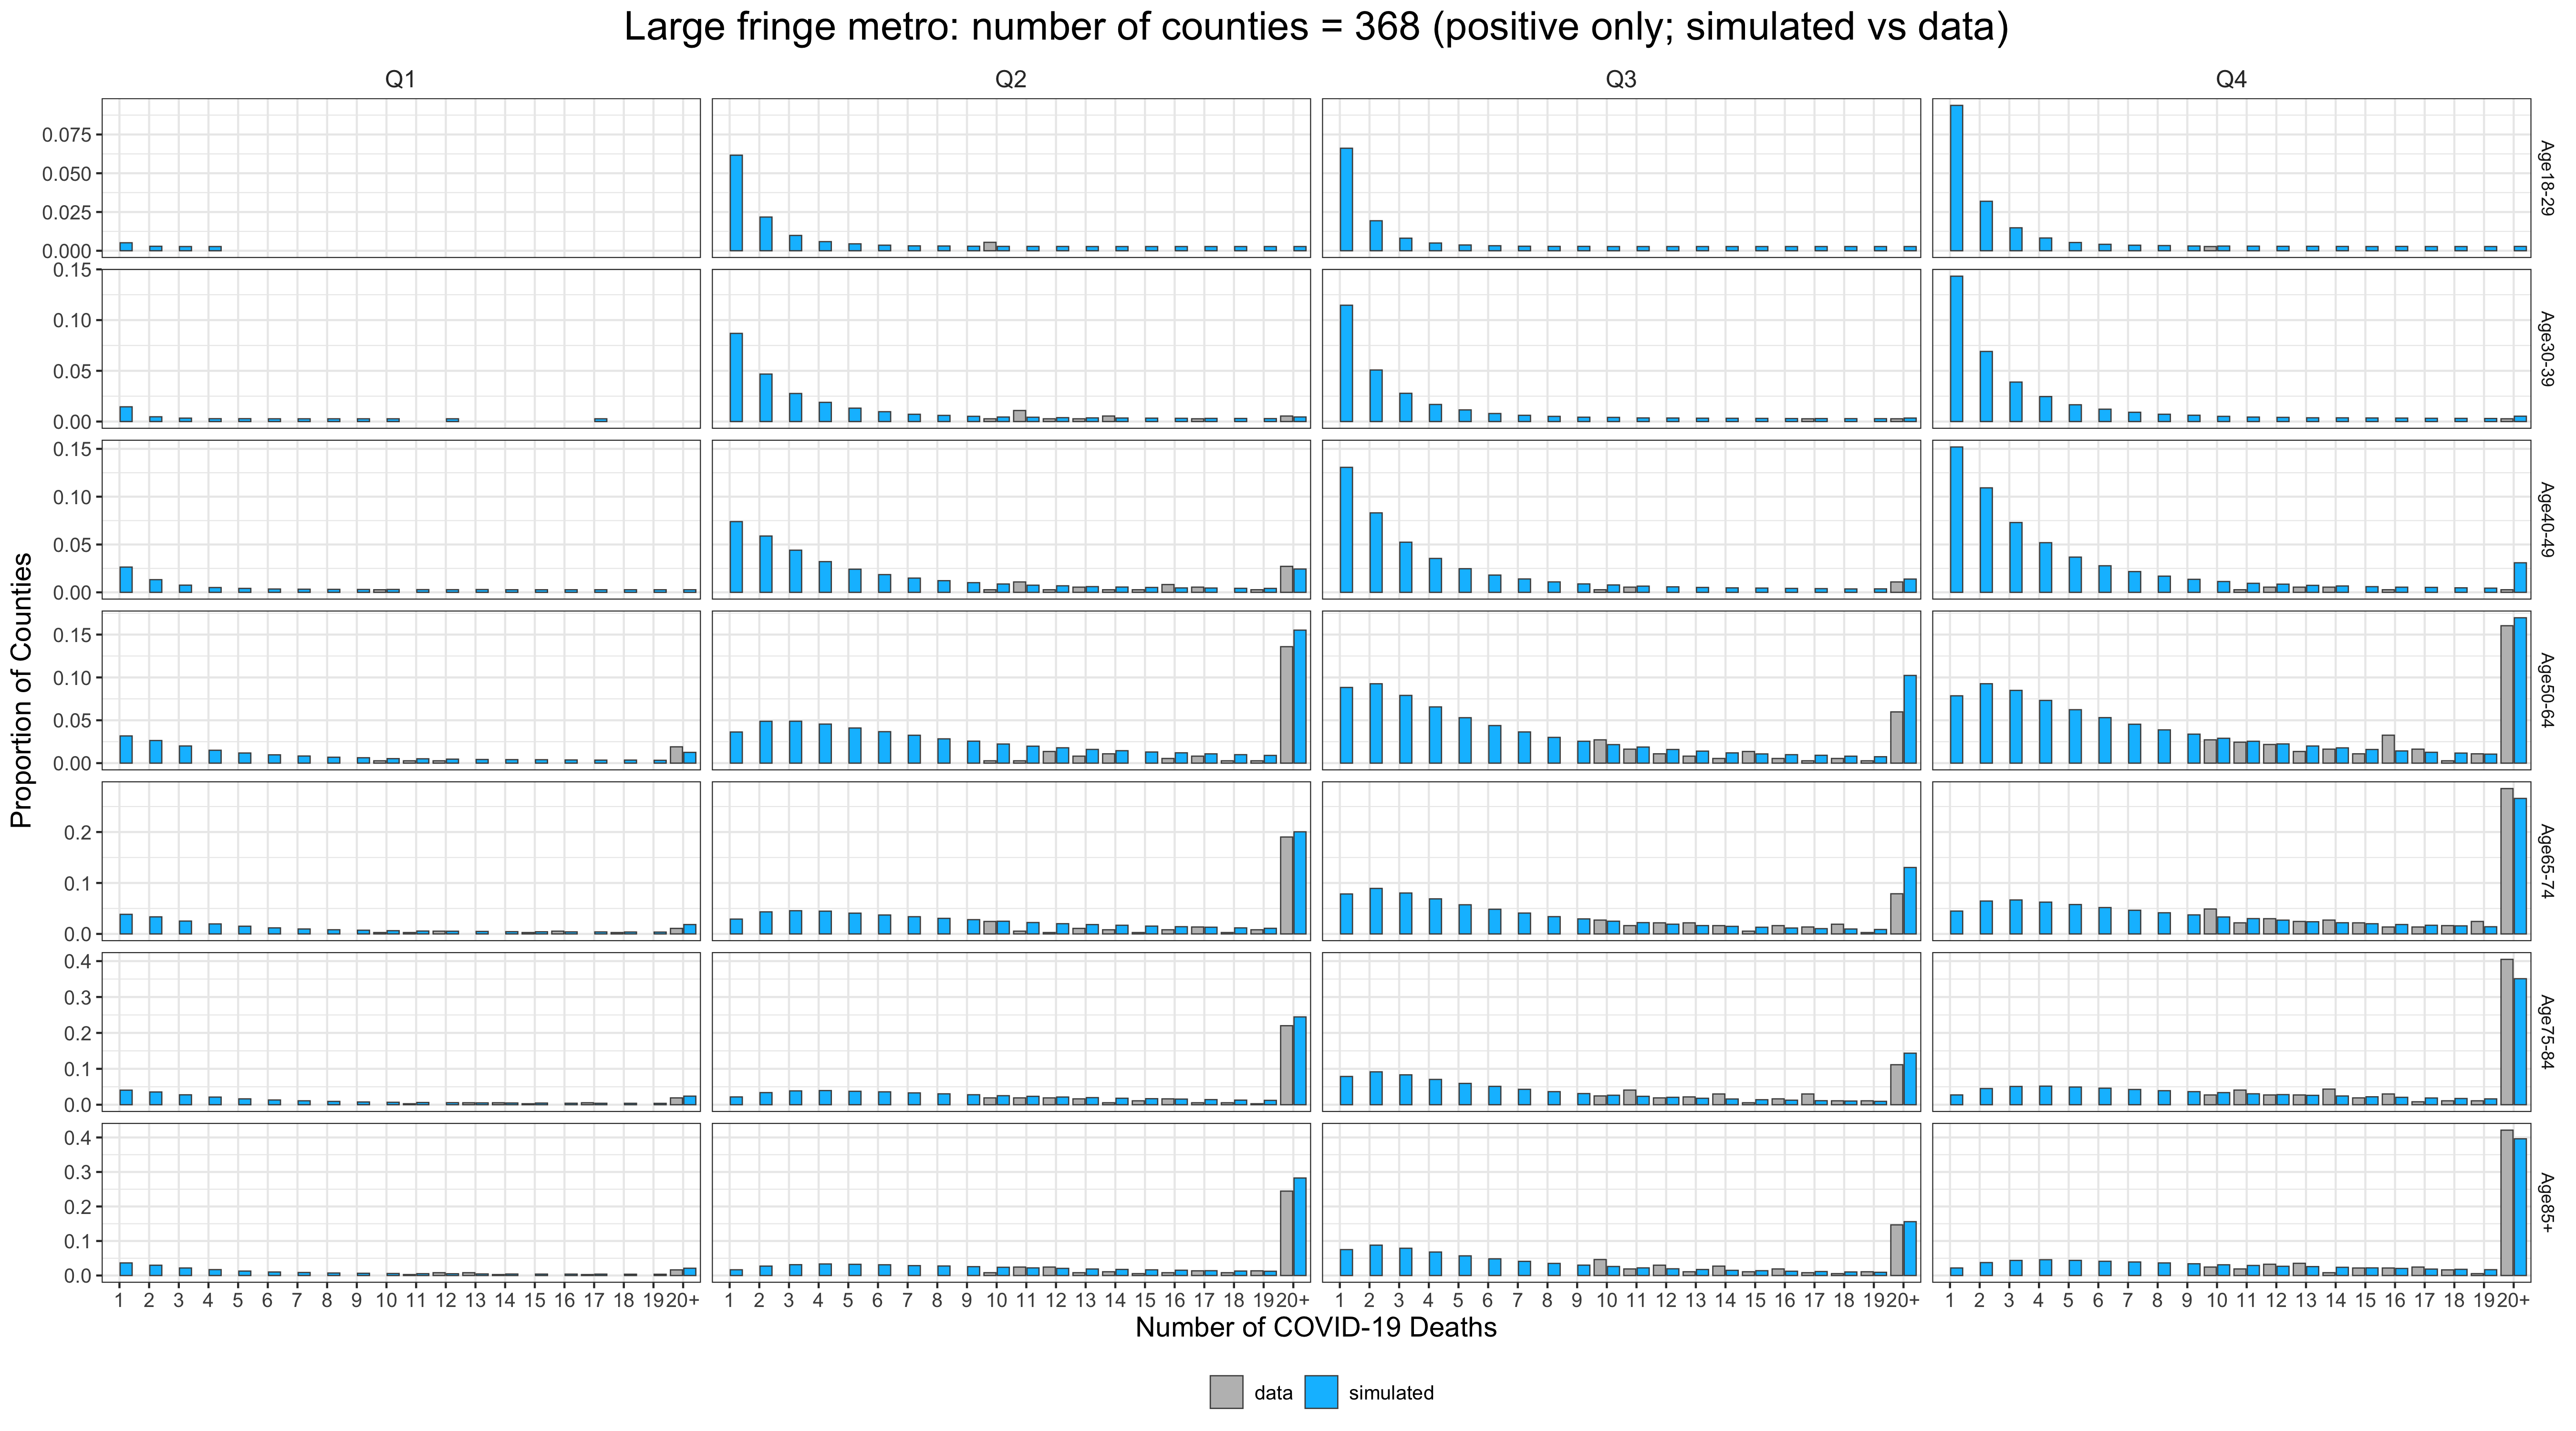 Large fringe metro: number of counties = 368 (positive only; simulated vs data)
Q1 Q2 Q3 Q4
Proportion of Counties
0.075
0.050
0.025
0.000
Age18-29
0.15
0.10
0.05
0.00
Age30-39
0.15
0.10
0.05
0.00
Age40-49
0.15
0.10
0.05
0.00
Age50-64
0.2
0.1
0.0
Age65-74
0.4
0.3
0.2
0.1
0.0
Age75-84
0.4
0.3
0.2
0.1
0.0
Age85+
1 2 3 4 5 6 7 8 9 10 11 12 13 14 15 16 17 18 19 20+ 1 2 3 4 5 6 7 8 9 10 11 12 13 14 15 16 17 18 19 20+ 1 2 3 4 5 6 7 8 9 10 11 12 13 14 15 16 17 18 19 20+ 1 2 3 4 5 6 7 8 9 10 11 12 13 14 15 16 17 18 19 20+
Number of COVID-19 Deaths
data simulated